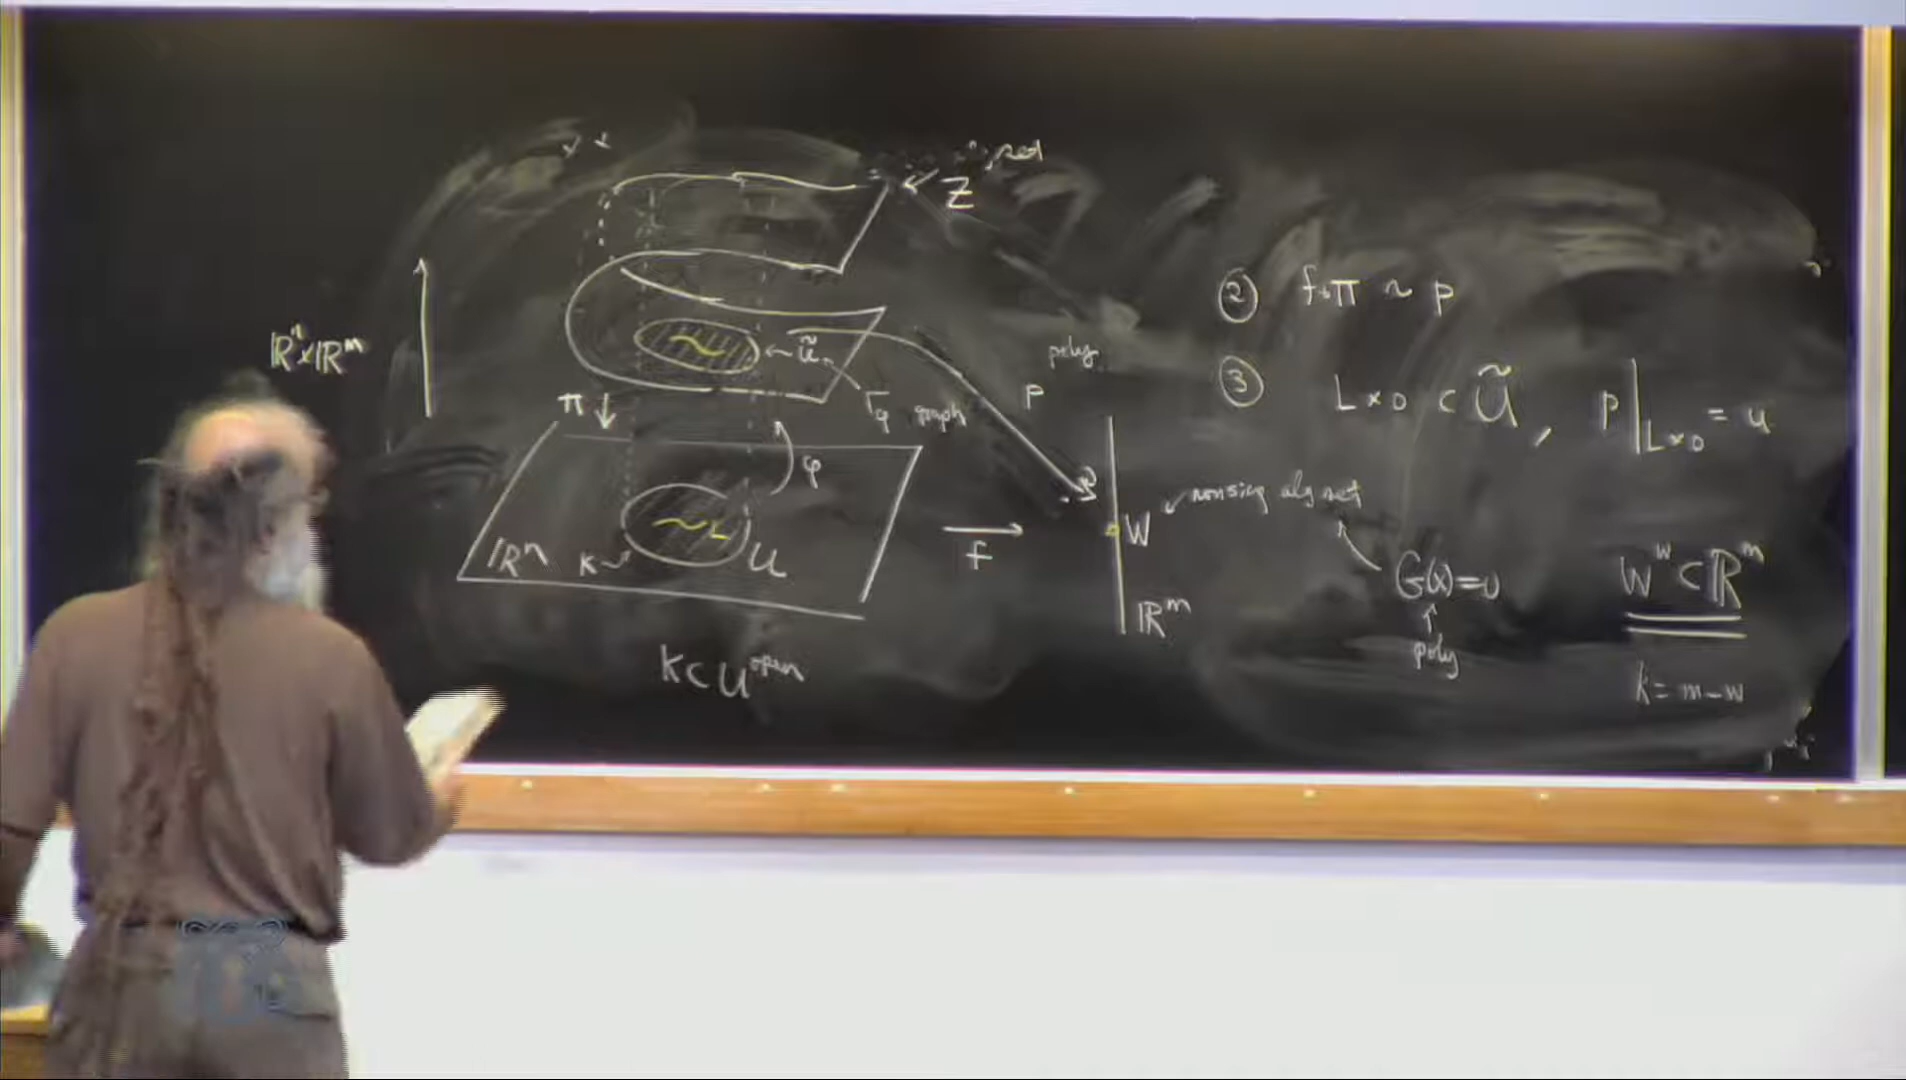 Z
ℝⁿ×ℝᵐ
Ũ
π
Γφ graph
φ
p
poly
ℝⁿ
K
L
U
f
W
nonsing alg set
ℝᵐ
K ⊂ U open
② f∘π ~ p
③ L×0 ⊂ Ũ, p|L×0 = u
G(x)=0
poly
Wʷ ⊂ ℝᵐ
k = m-w